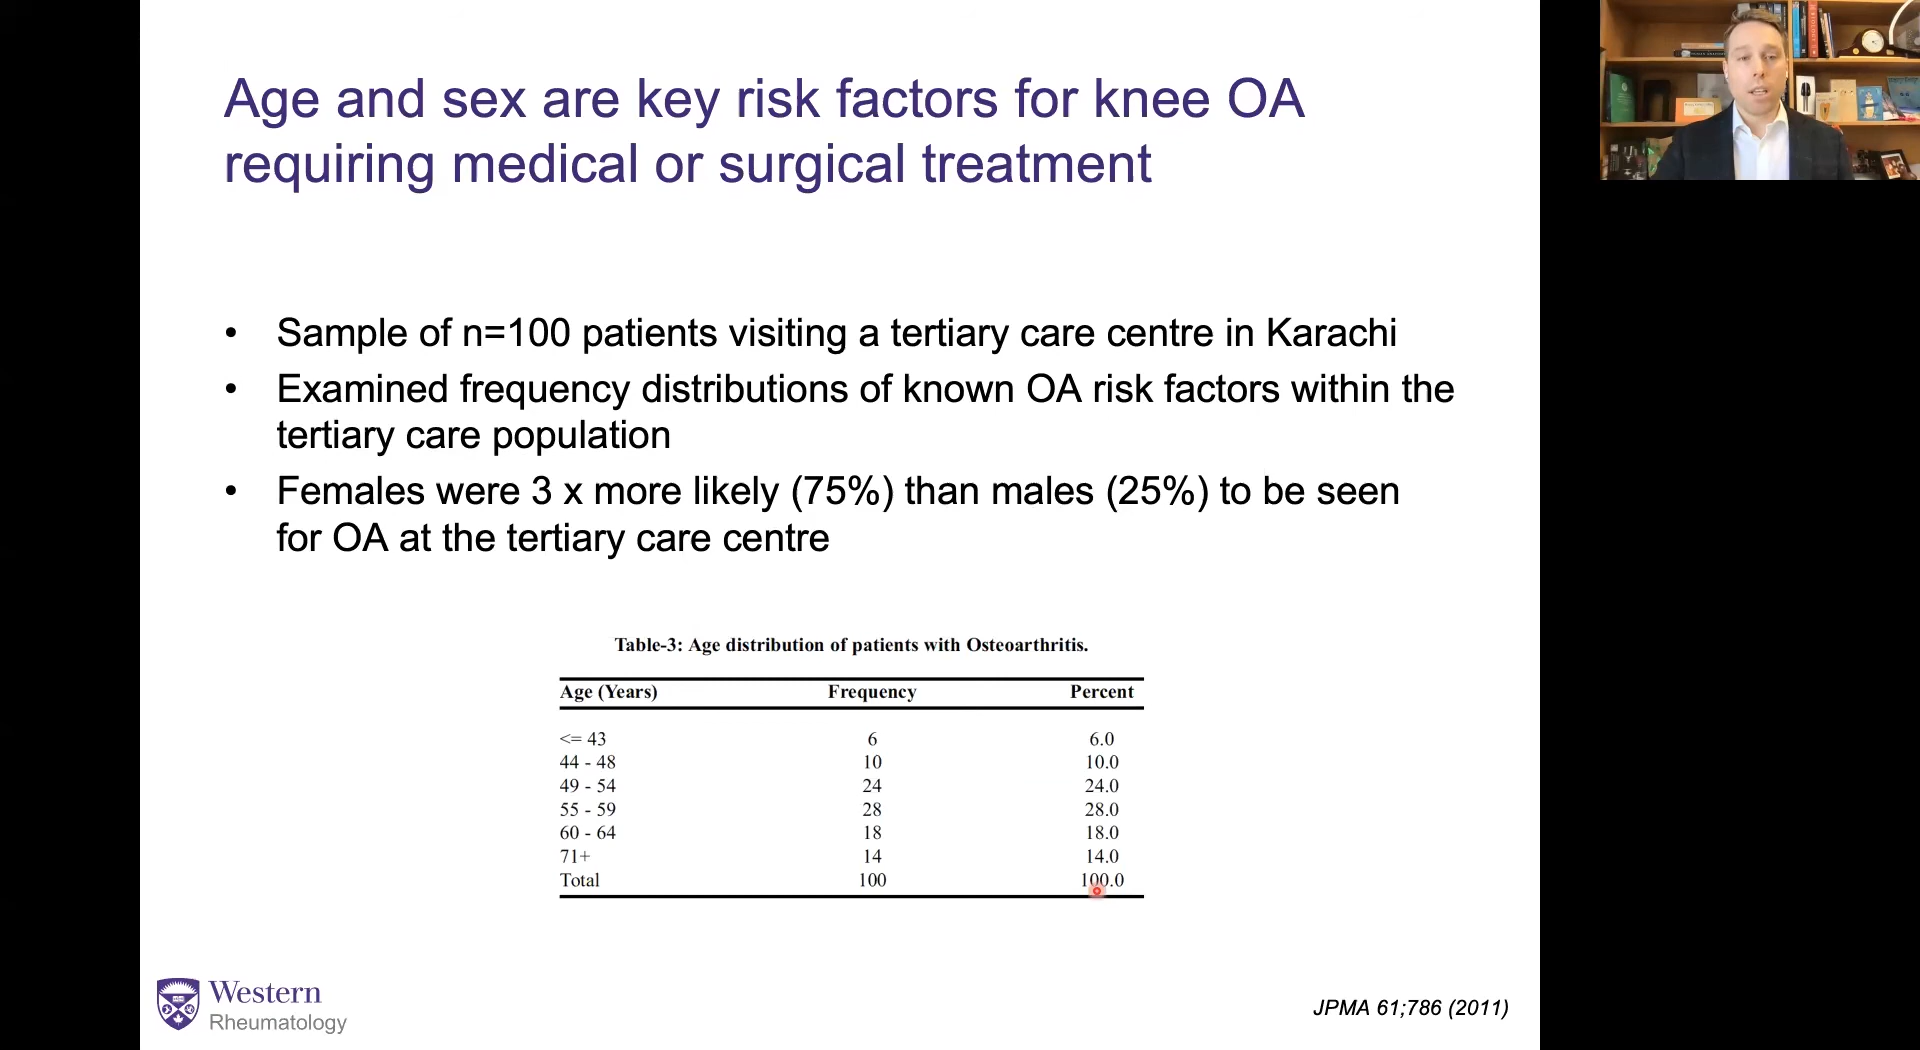 Age and sex are key risk factors for knee OA
requiring medical or surgical treatment
• Sample of n=100 patients visiting a tertiary care centre in Karachi
• Examined frequency distributions of known OA risk factors within the
tertiary care population
• Females were 3 x more likely (75%) than males (25%) to be seen
for OA at the tertiary care centre
Table-3: Age distribution of patients with Osteoarthritis.
Age (Years) Frequency Percent
<= 43 6 6.0
44 - 48 10 10.0
49 - 54 24 24.0
55 - 59 28 28.0
60 - 64 18 18.0
71+ 14 14.0
Total 100 100.0
Western
Rheumatology
JPMA 61;786 (2011)